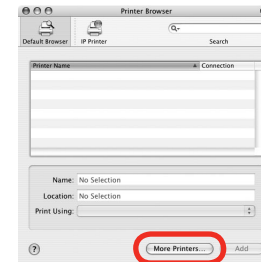 Printer Browser
Default Browser
IP Printer
Search
Printer Name
Connection
Name: No Selection
Location: No Selection
Print Using:
?
More Printers...
Add